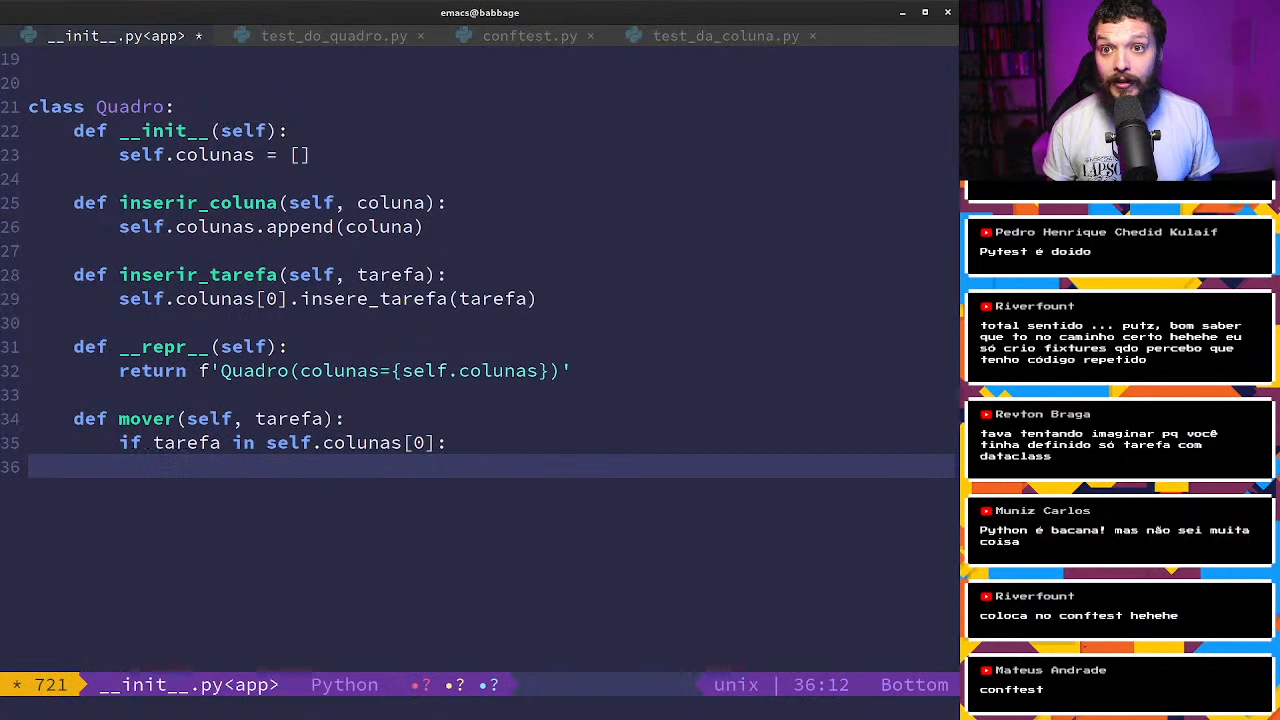 emacs@babbage
__init__.py<app> *
test_do_quadro.py ×
conftest.py ×
test_da_coluna.py ×
19
20
21 class Quadro:
22 def __init__(self):
23 self.colunas = []
24
25 def inserir_coluna(self, coluna):
26 self.colunas.append(coluna)
27
28 def inserir_tarefa(self, tarefa):
29 self.colunas[0].insere_tarefa(tarefa)
30
31 def __repr__(self):
32 return f'Quadro(colunas={self.colunas})'
33
34 def mover(self, tarefa):
35 if tarefa in self.colunas[0]:
36
* 721 __init__.py<app> Python •? •? •? unix | 36:12 Bottom
LAPSO
Pedro Henrique Chedid Kulaif
Pytest é doido
Riverfount
total sentido ... putz, bom saber
que to no caminho certo hehehe eu
só crio fixtures qdo percebo que
tenho código repetido
Revton Braga
tava tentando imaginar pq você
tinha definido só tarefa com
dataclass
Muniz Carlos
Python é bacana! mas não sei muita
coisa
Riverfount
coloca no conftest hehehe
Mateus Andrade
conftest